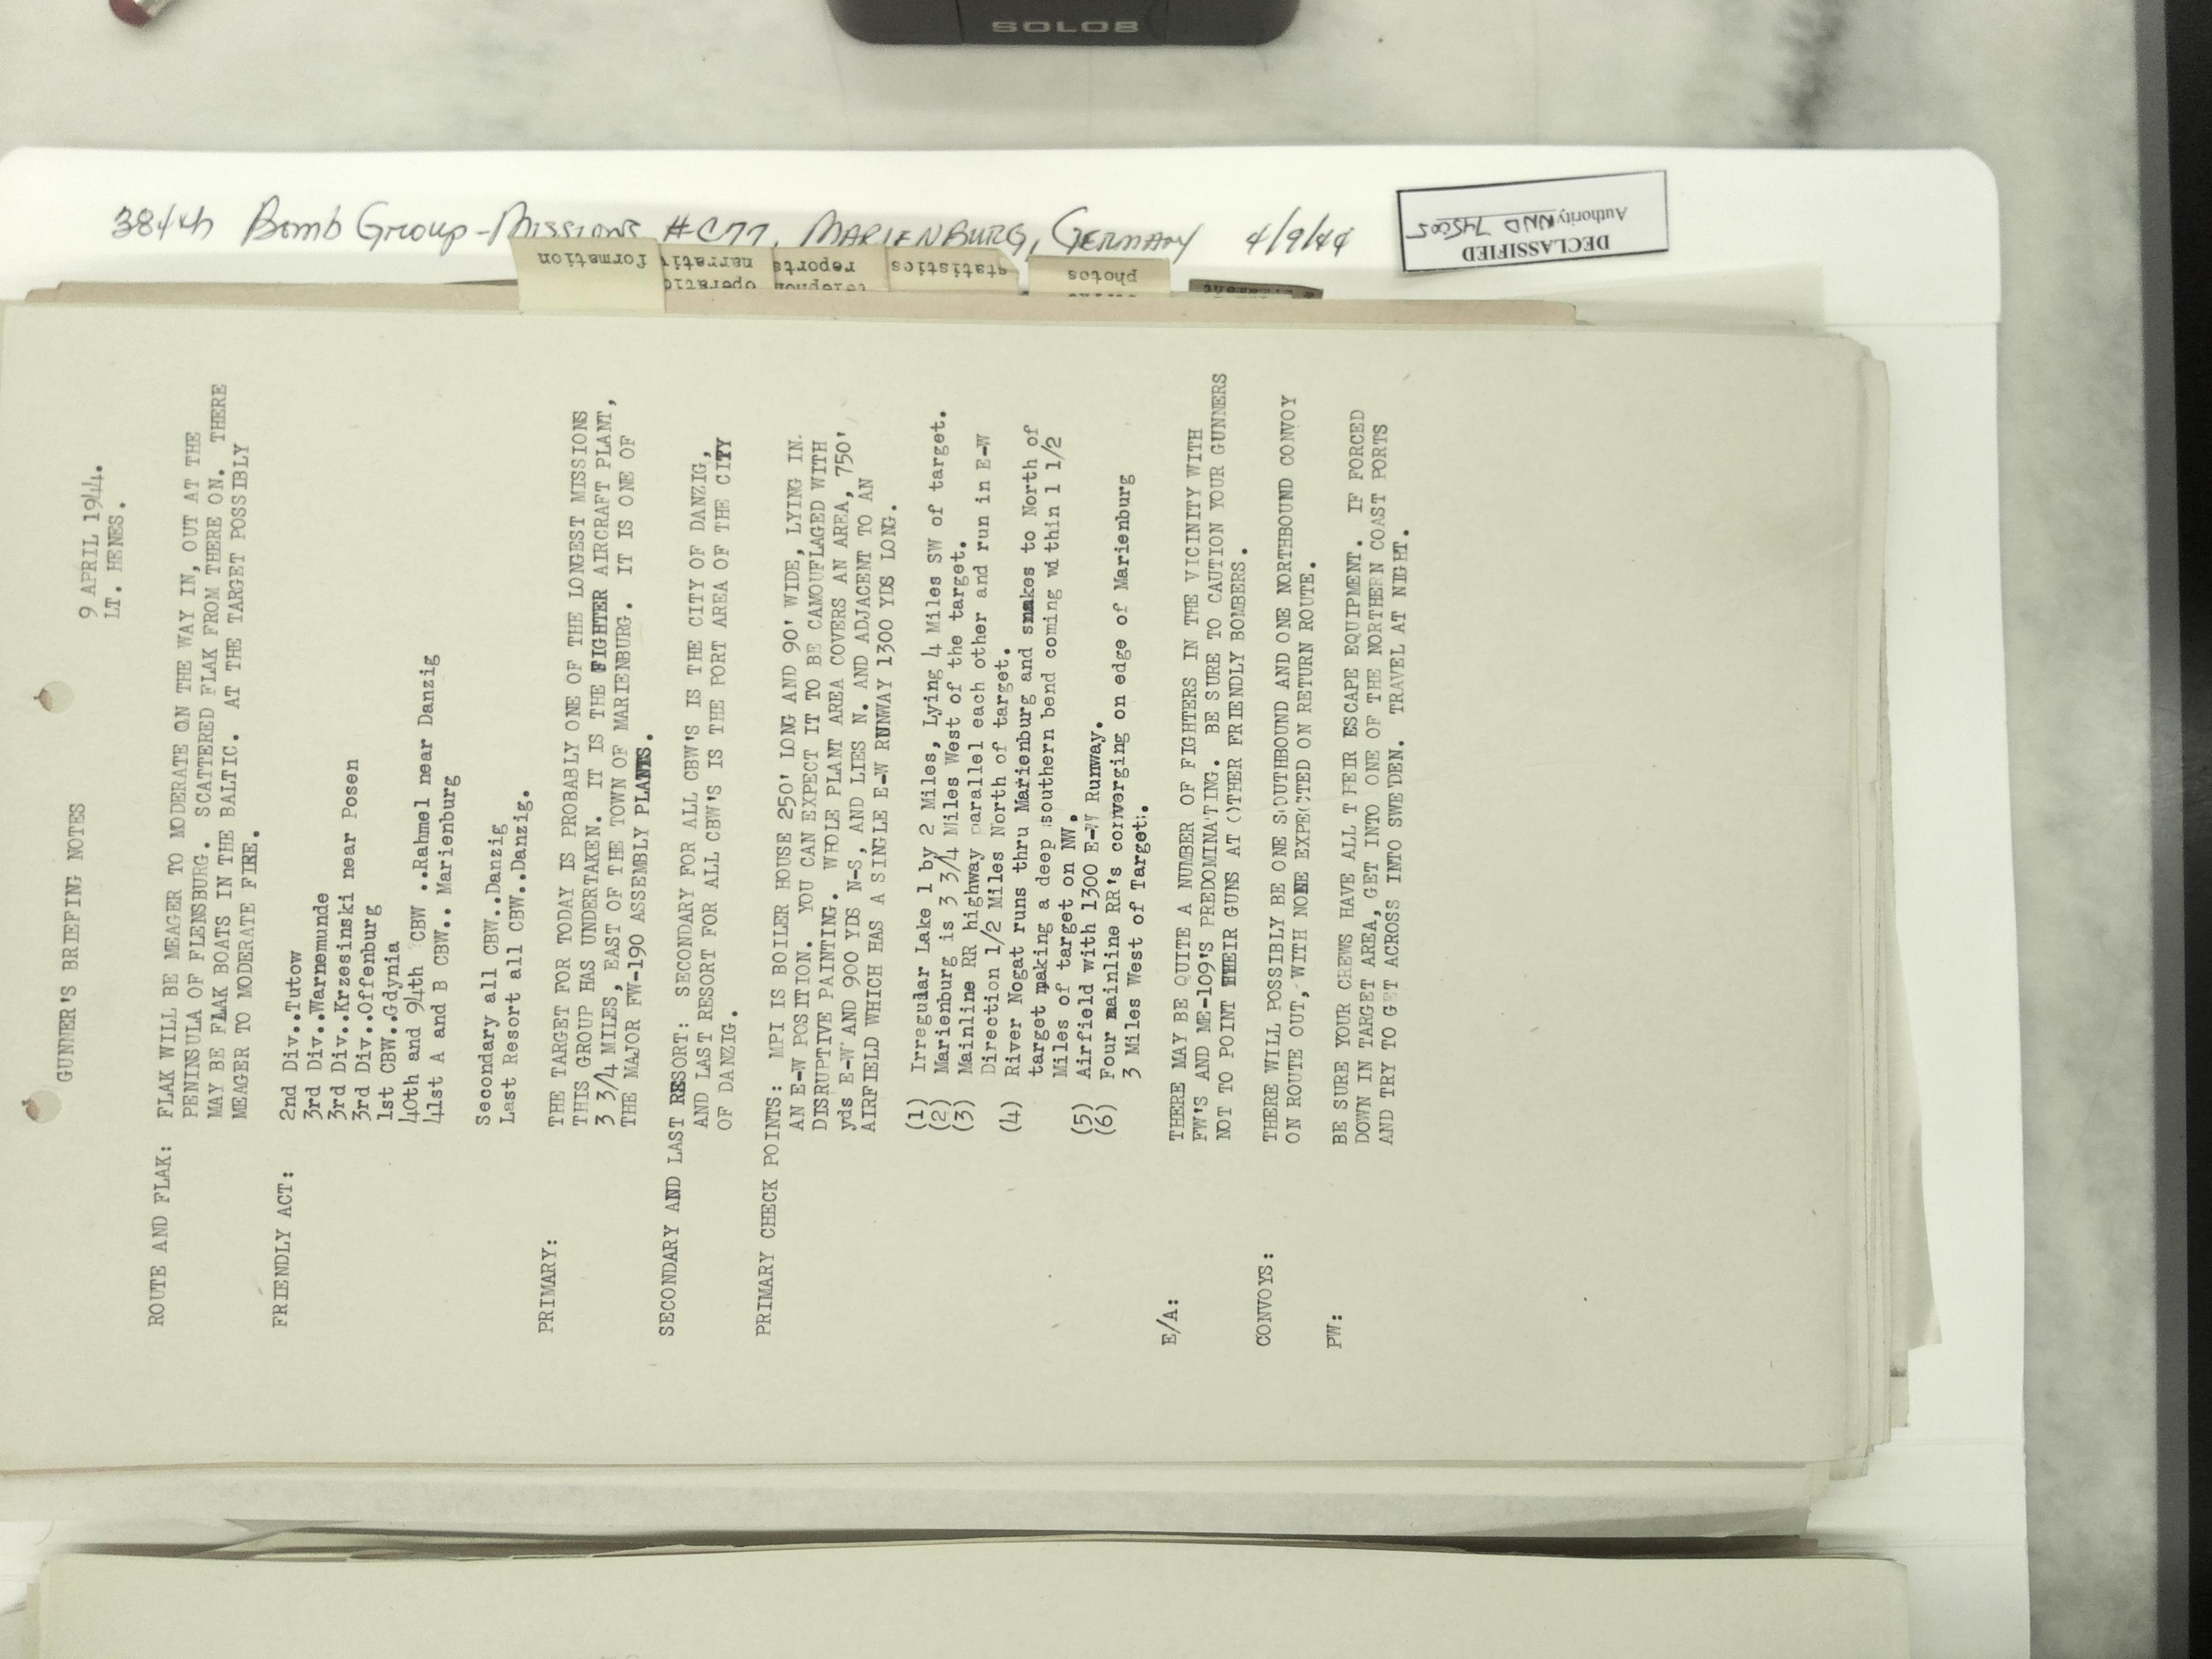 SOLO8
384th Bomb Group - Missions #C77, MARIENBURG, GERMANY 4/9/44
DECLASSIFIED
Authority NND 745005
formation
narrative
operatio
reports
telephon
statistics
photos
GUNNER'S BRIEFING NOTES
9 APRIL 1944.
LT. HENES.
ROUTE AND FLAK: FLAK WILL BE MEAGER TO MODERATE ON THE WAY IN, OUT AT THE
PENINSULA OF FLENSBURG. SCATTERED FLAK FROM THERE ON. THERE
MAY BE FLAK BOATS IN THE BALTIC. AT THE TARGET POSSIBLY
MEAGER TO MODERATE FIRE.
FRIENDLY ACT: 2nd Div..Tutow
3rd Div..Warnemunde
3rd Div..Krzesinski near Posen
3rd Div..Offenburg
1st CBW..Gdynia
40th and 94th CBW ..Rahmel near Danzig
41st A and B CBW.. Marienburg
Secondary all CBW..Danzig
Last Resort all CBW..Danzig.
PRIMARY: THE TARGET FOR TODAY IS PROBABLY ONE OF THE LONGEST MISSIONS
THIS GROUP HAS UNDERTAKEN. IT IS THE FIGHTER AIRCRAFT PLANT,
3 3/4 MILES, EAST OF THE TOWN OF MARIENBURG. IT IS ONE OF
THE MAJOR FW-190 ASSEMBLY PLANTS.
SECONDARY AND LAST RESORT: SECONDARY FOR ALL CBW'S IS THE CITY OF DANZIG,
AND LAST RESORT FOR ALL CBW'S IS THE PORT AREA OF THE CITY
OF DANZIG.
PRIMARY CHECK POINTS: MPI IS BOILER HOUSE 250' LONG AND 90' WIDE, LYING IN
AN E-W POSITION. YOU CAN EXPECT IT TO BE CAMOUFLAGED WITH
DISRUPTIVE PAINTING. WHOLE PLANT AREA COVERS AN AREA, 750'
yds E-W AND 900 YDS N-S, AND LIES N. AND ADJACENT TO AN
AIRFIELD WHICH HAS A SINGLE E-W RUNWAY 1300 YDS LONG.
(1) Irregular Lake 1 by 2 Miles, Lying 4 Miles SW of target.
(2) Marienburg is 3 3/4 Miles West of the target.
(3) Mainline RR highway parallel each other and run in E-W
Direction 1/2 Miles North of target.
(4) River Nogat runs thru Marienburg and snakes to North of
target making a deep southern bend coming within 1 1/2
Miles of target on NW.
(5) Airfield with 1300 E-W Runway.
(6) Four mainline RR's converging on edge of Marienburg
3 Miles West of Target.
E/A: THERE MAY BE QUITE A NUMBER OF FIGHTERS IN THE VICINITY WITH
FW'S AND ME-109'S PREDOMINATING. BE SURE TO CAUTION YOUR GUNNERS
NOT TO POINT THEIR GUNS AT OTHER FRIENDLY BOMBERS.
CONVOYS: THERE WILL POSSIBLY BE ONE SOUTHBOUND AND ONE NORTHBOUND CONVOY
ON ROUTE OUT, WITH NONE EXPECTED ON RETURN ROUTE.
PW: BE SURE YOUR CREWS HAVE ALL THEIR ESCAPE EQUIPMENT. IF FORCED
DOWN IN TARGET AREA, GET INTO ONE OF THE NORTHERN COAST PORTS
AND TRY TO GET ACROSS INTO SWEDEN. TRAVEL AT NIGHT.